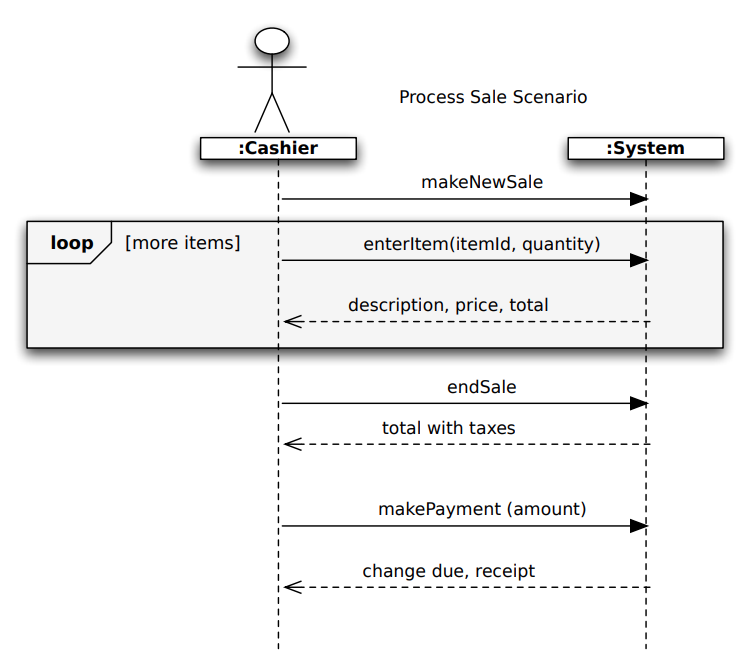 Process Sale Scenario
:Cashier
:System
makeNewSale
loop
[more items]
enterItem(itemId, quantity)
description, price, total
endSale
total with taxes
makePayment (amount)
change due, receipt